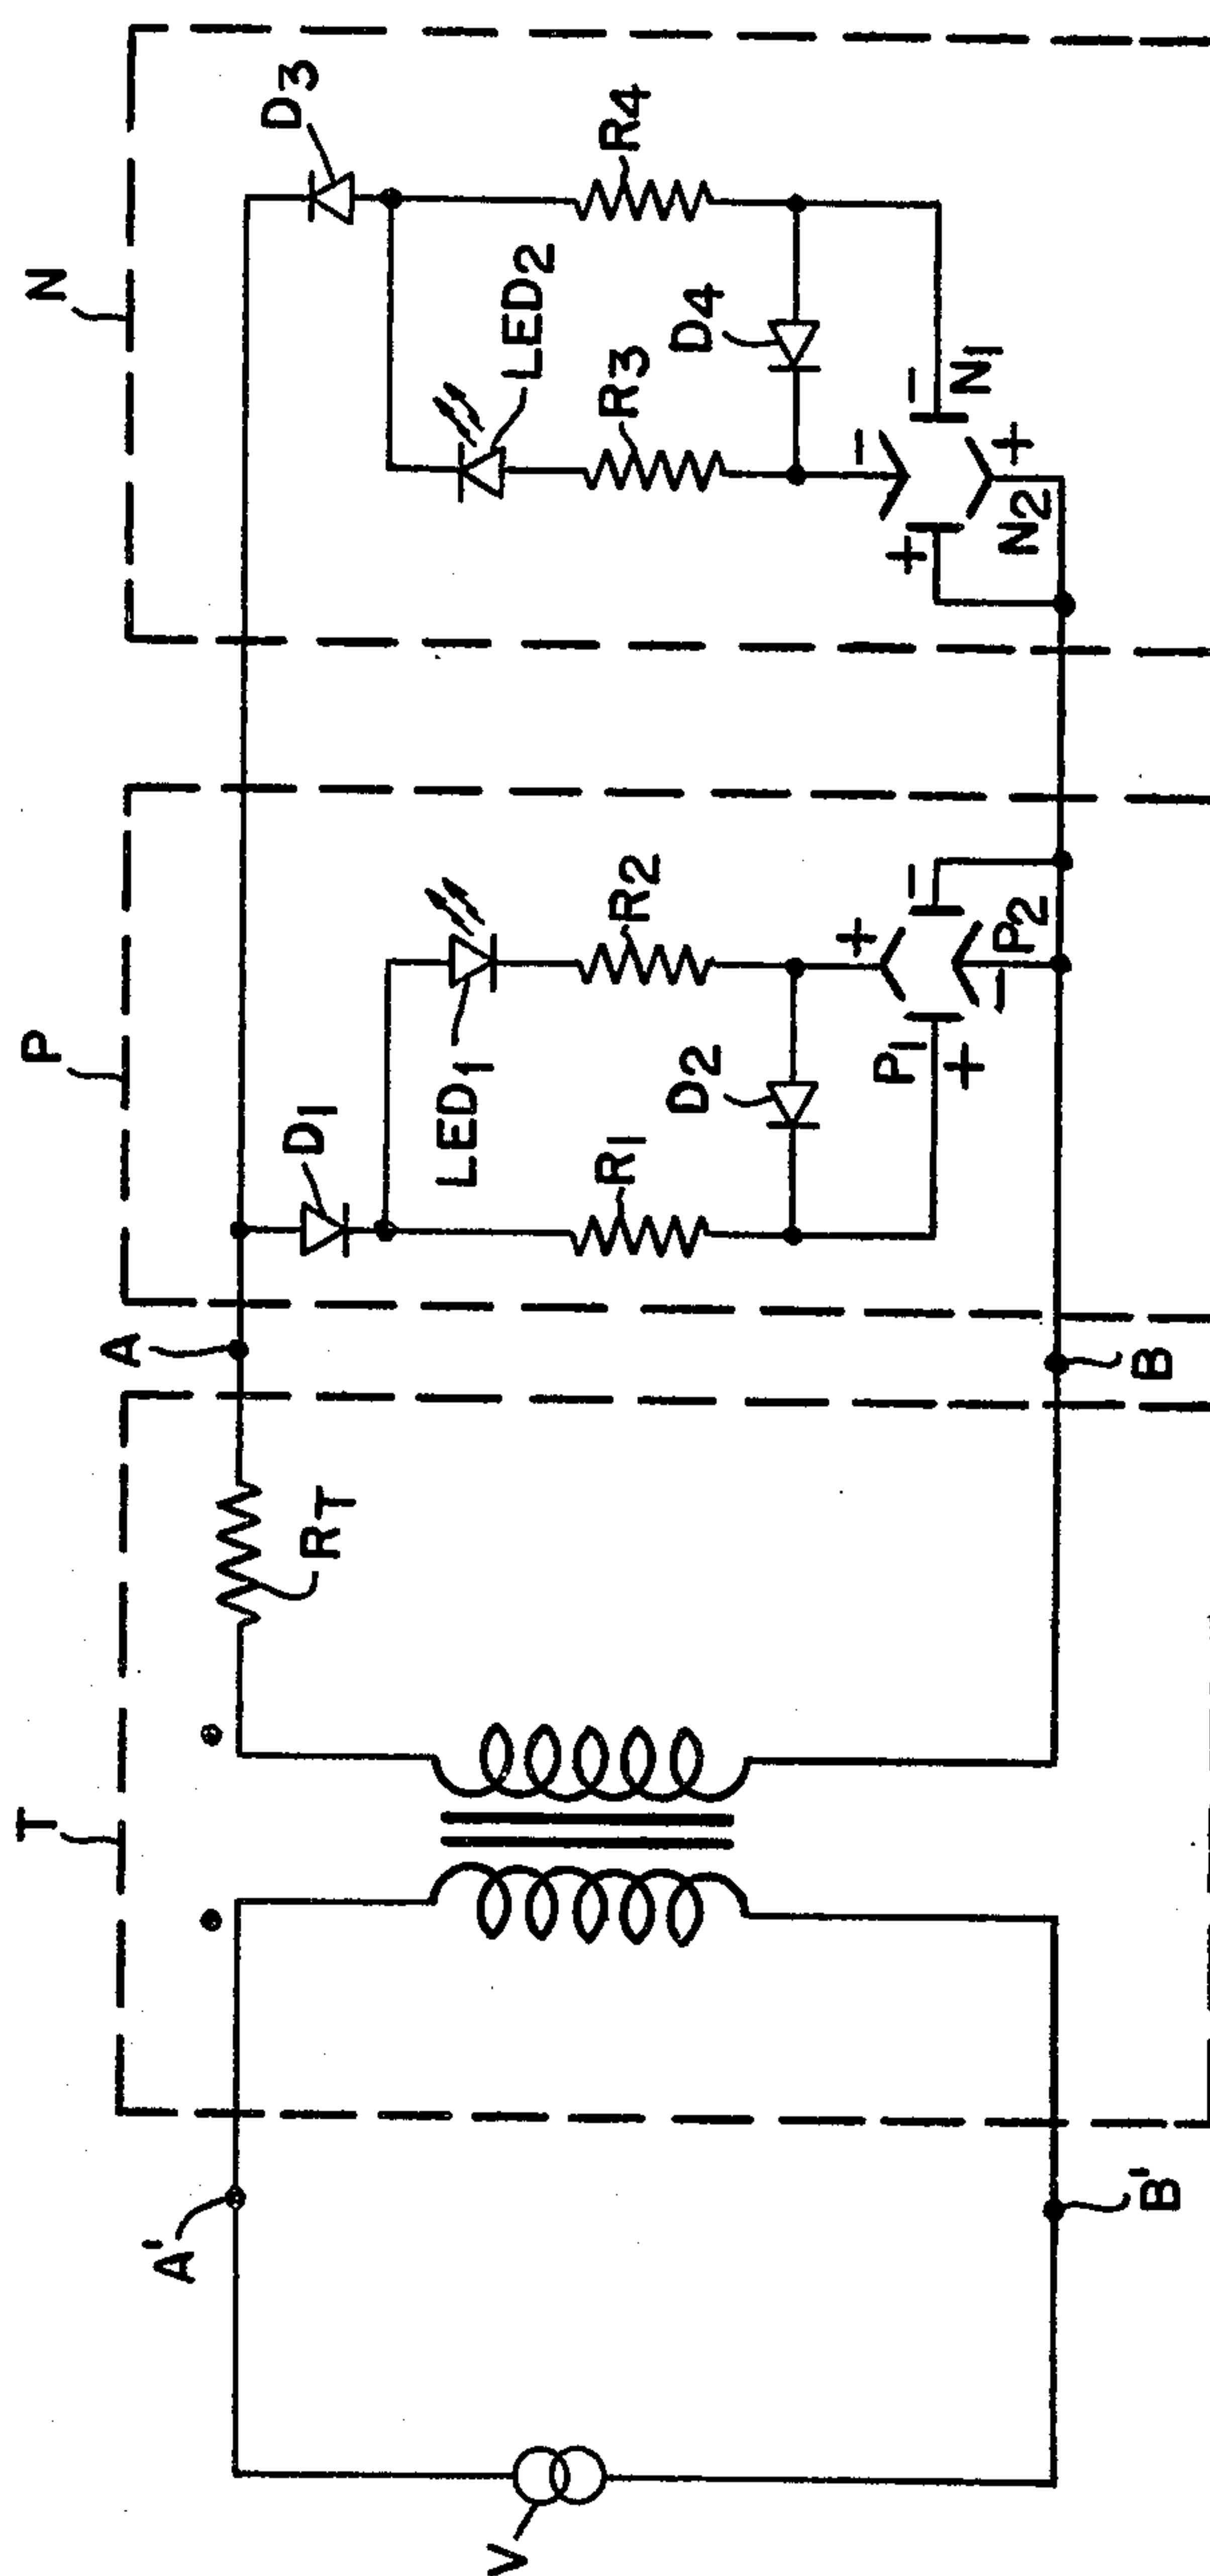 N
D3
R4
LED2
D4
R3
N1
−
−
+
+
N2
P
D1
LED1
R2
R1
D2
P1
+
+
−
−
P2
A
B
T
RT
A'
B'
V